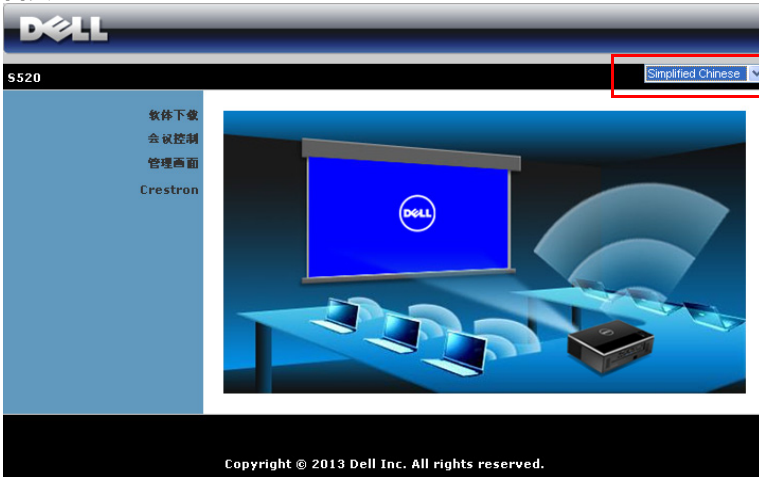 DELL
S520
Simplified Chinese
软体下载
会议控制
管理画面
Crestron
DELL
Copyright © 2013 Dell Inc. All rights reserved.